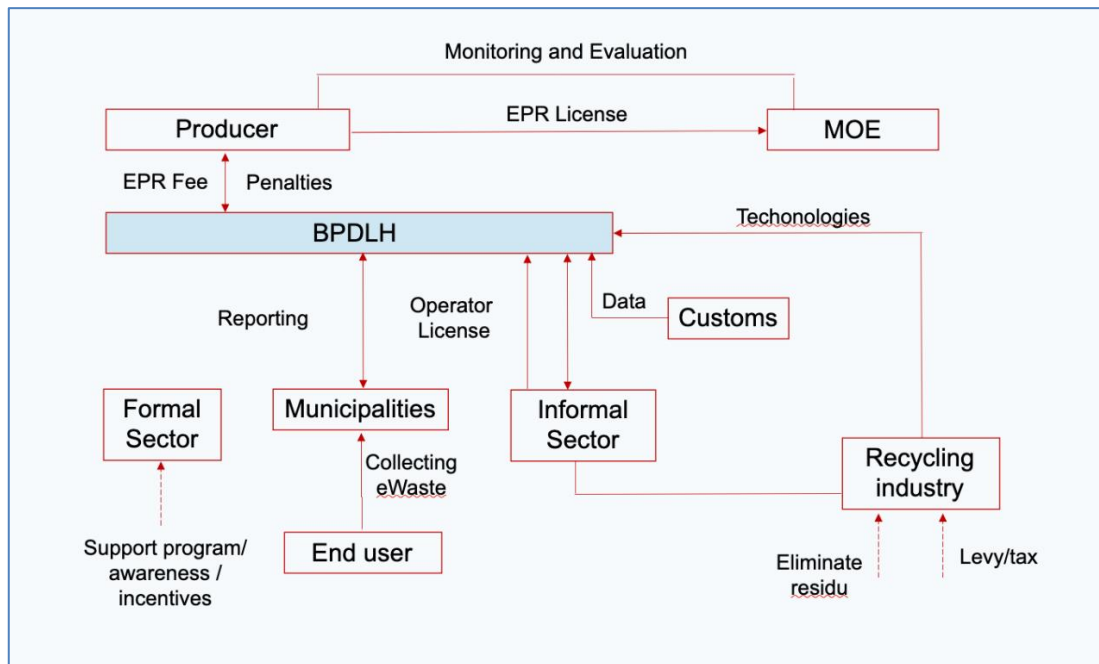 Monitoring and Evaluation
Producer
EPR License
MOE
EPR Fee
Penalties
Techonologies
BPDLH
Reporting
Operator
License
Data
Customs
Formal
Sector
Municipalities
Informal
Sector
Collecting
eWaste
Recycling
industry
End user
Support program/
awareness /
incentives
Eliminate
residu
Levy/tax